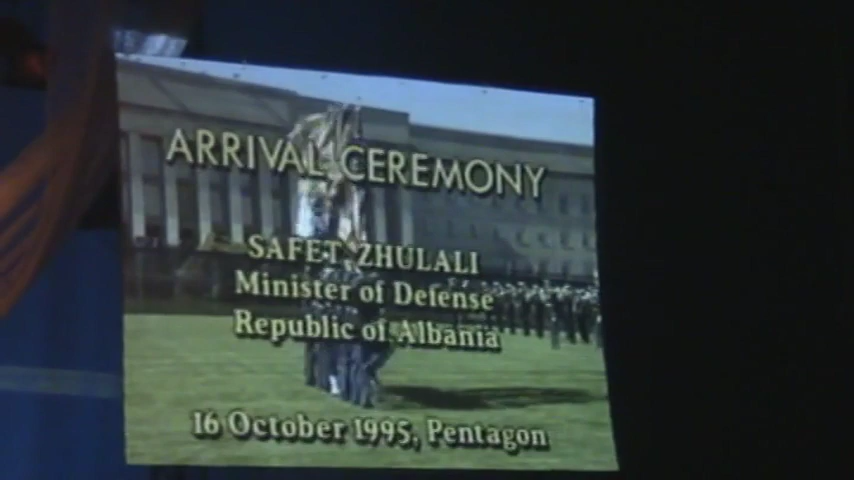 ARRIVAL CEREMONY
SAFET ZHULALI
Minister of Defense
Republic of Albania
16 October 1995, Pentagon